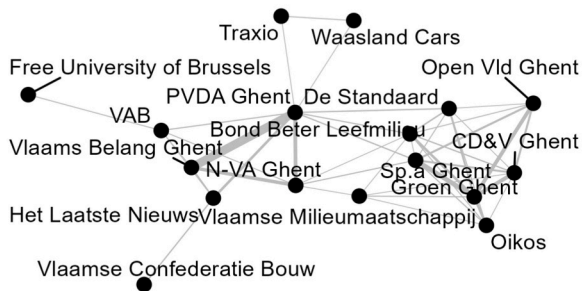 Traxio
Waasland Cars
Free University of Brussels
Open Vld Ghent
PVDA Ghent
De Standaard
VAB
Bond Beter Leefmilieu
CD&V Ghent
Vlaams Belang Ghent
N-VA Ghent
Sp.a Ghent
Groen Ghent
Het Laatste Nieuws
Vlaamse Milieumaatschappij
Oikos
Vlaamse Confederatie Bouw